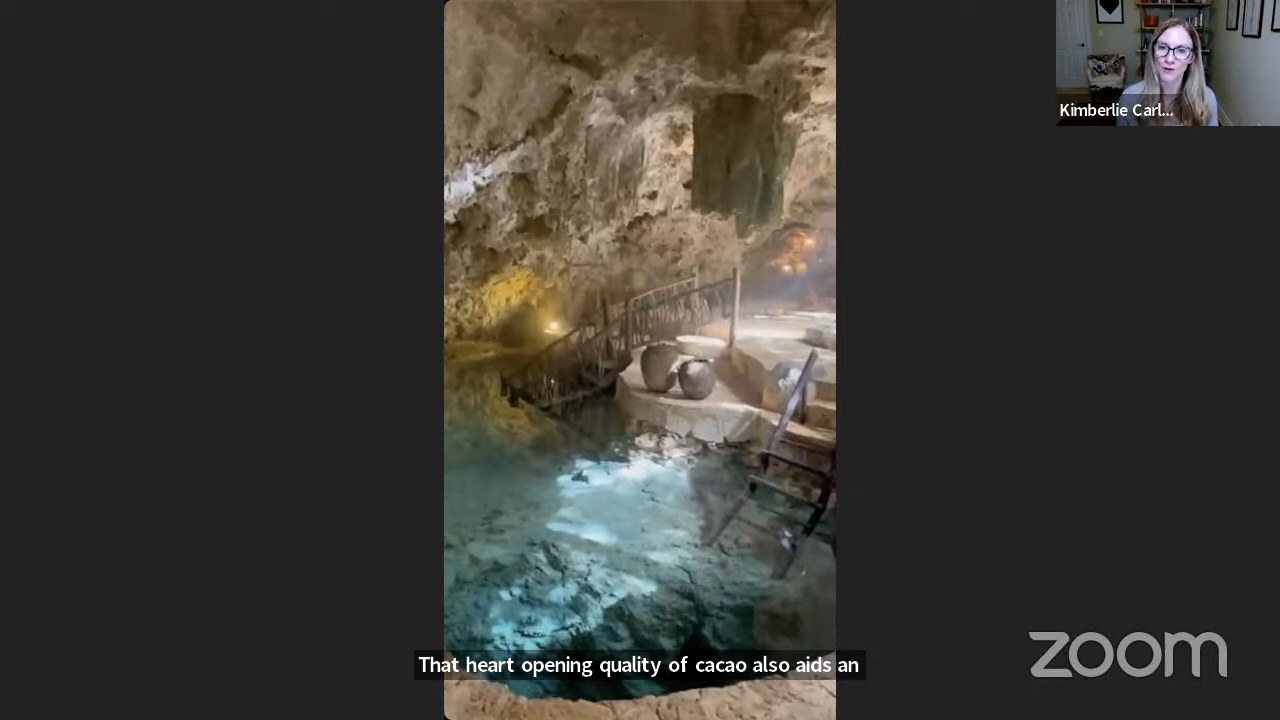 Kimberlie Carl...
That heart opening quality of cacao also aids an
zoom